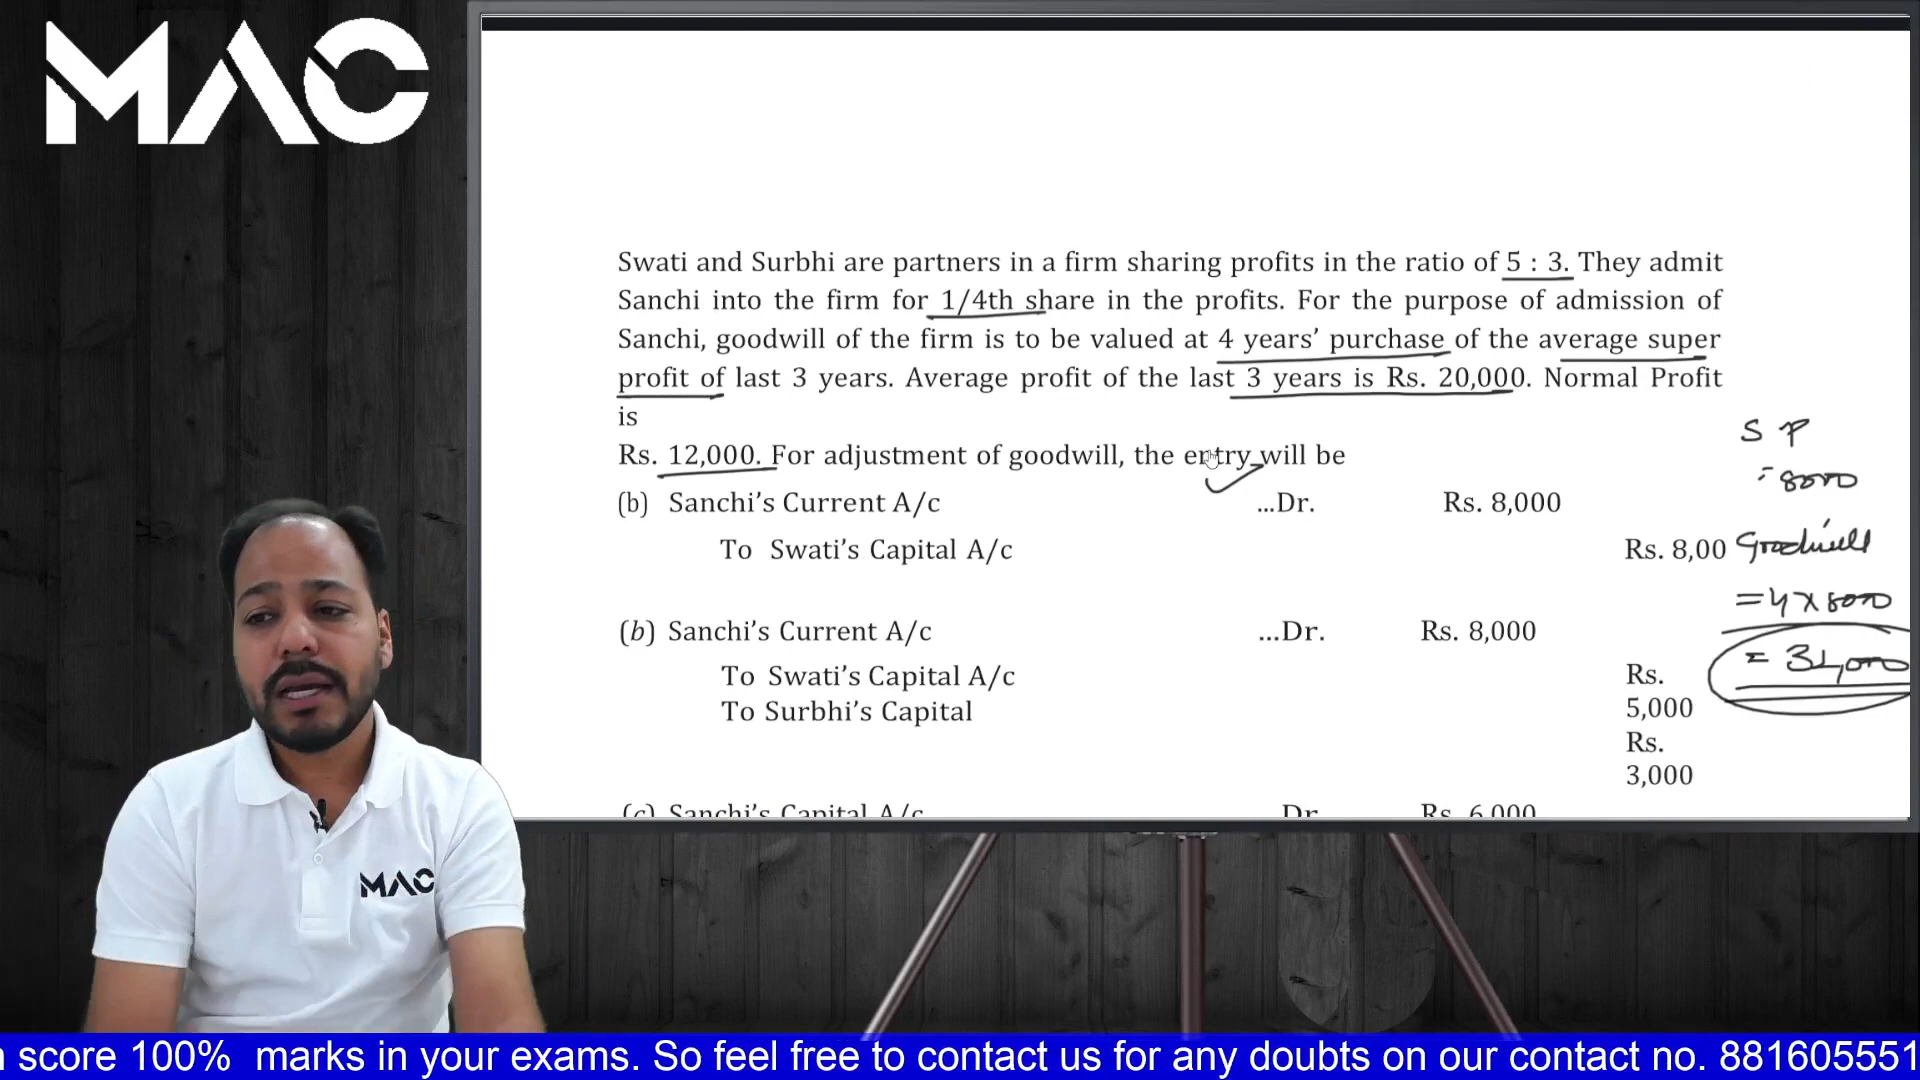 MAC
Swati and Surbhi are partners in a firm sharing profits in the ratio of 5 : 3. They admit
Sanchi into the firm for 1/4th share in the profits. For the purpose of admission of
Sanchi, goodwill of the firm is to be valued at 4 years’ purchase of the average super
profit of last 3 years. Average profit of the last 3 years is Rs. 20,000. Normal Profit
is
Rs. 12,000. For adjustment of goodwill, the entry will be
S P
= 8000
(b) Sanchi’s Current A/c ...Dr. Rs. 8,000
To Swati’s Capital A/c Rs. 8,00
Goodwill
= 4 X 8000
(b) Sanchi’s Current A/c ...Dr. Rs. 8,000
= 32,000
To Swati’s Capital A/c Rs.
5,000
To Surbhi’s Capital
Rs.
3,000
(c) Sanchi’s Capital A/c Dr Rs 6,000
MAC
score 100% marks in your exams. So feel free to contact us for any doubts on our contact no. 881605551